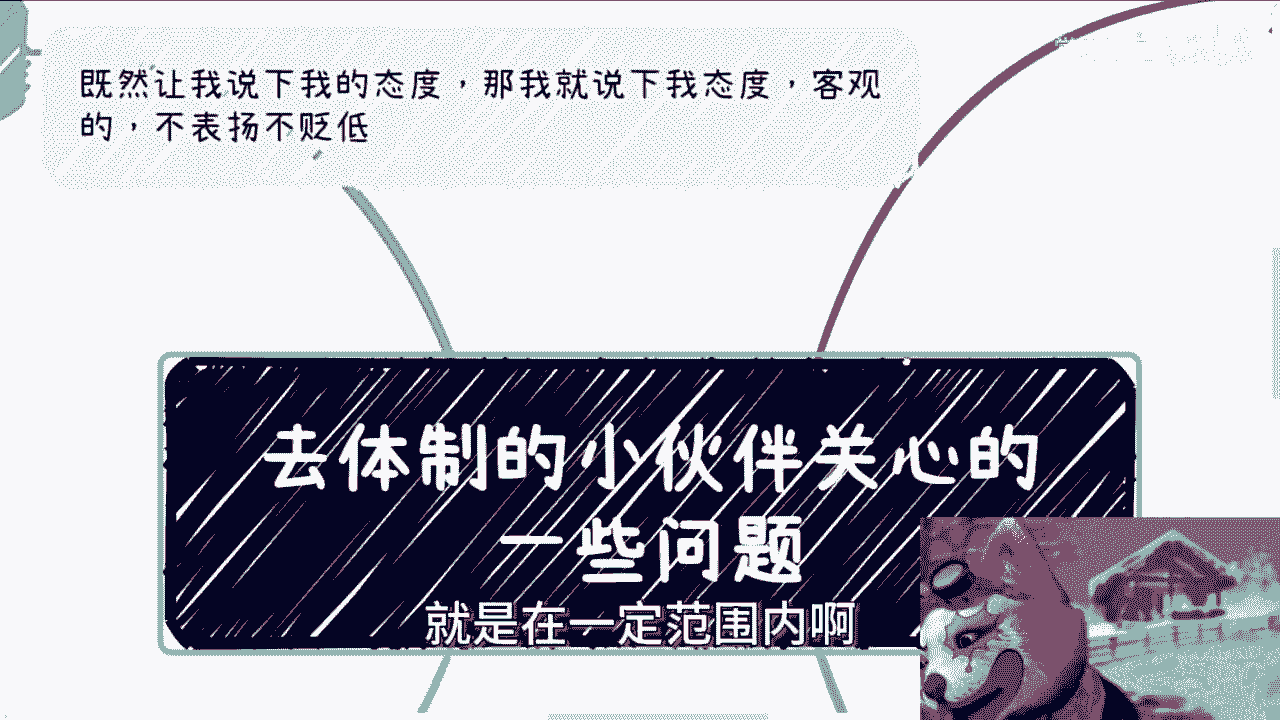 既然让我说下我的态度，那我就说下我态度，客观
的，不表扬不贬低
去体制的小伙伴关心的
一些问题
就是在一定范围内啊